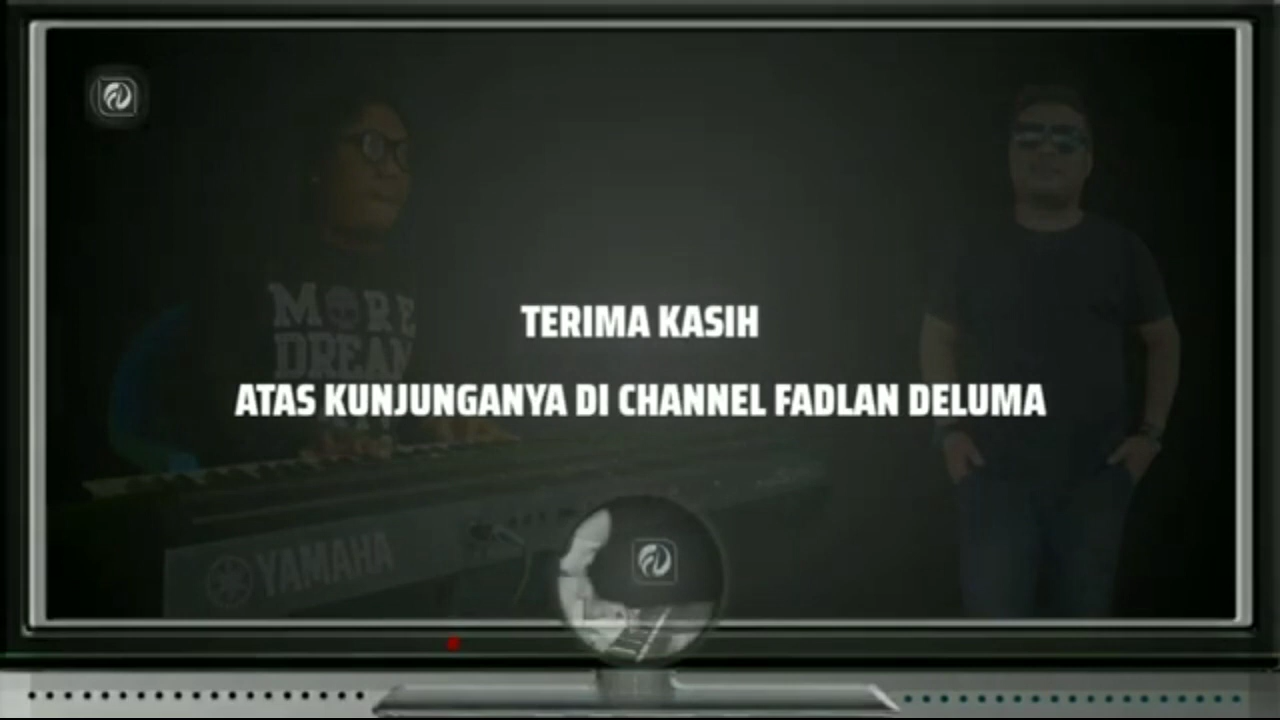 TERIMA KASIH
ATAS KUNJUNGANYA DI CHANNEL FADLAN DELUMA
MORE
DREAM
YAMAHA